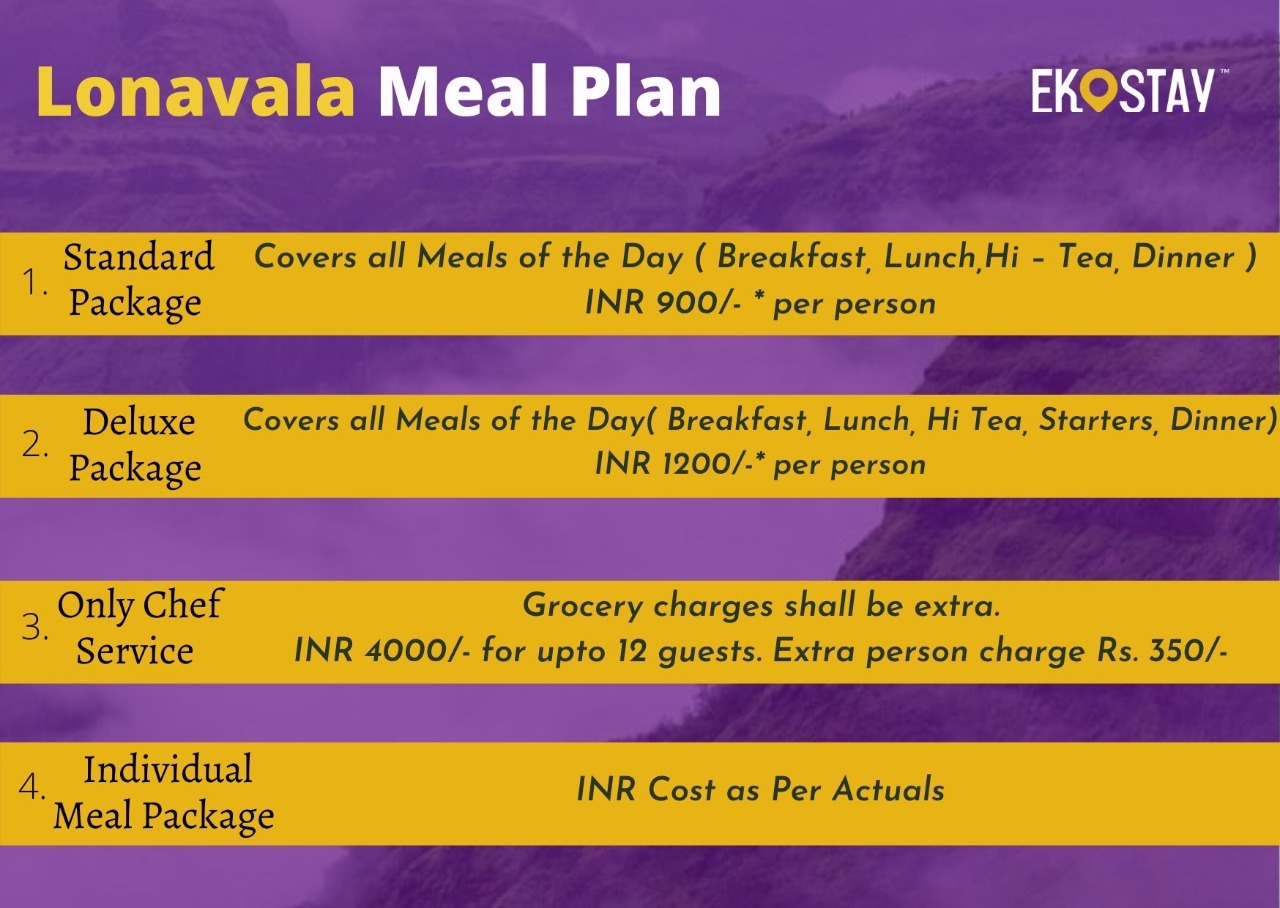 Lonavala Meal Plan
EKOSTAY™
1. Standard Package
Covers all Meals of the Day ( Breakfast, Lunch,Hi – Tea, Dinner )
INR 900/- * per person
2. Deluxe Package
Covers all Meals of the Day( Breakfast, Lunch, Hi Tea, Starters, Dinner)
INR 1200/-* per person
3. Only Chef Service
Grocery charges shall be extra.
INR 4000/- for upto 12 guests. Extra person charge Rs. 350/-
4. Individual Meal Package
INR Cost as Per Actuals